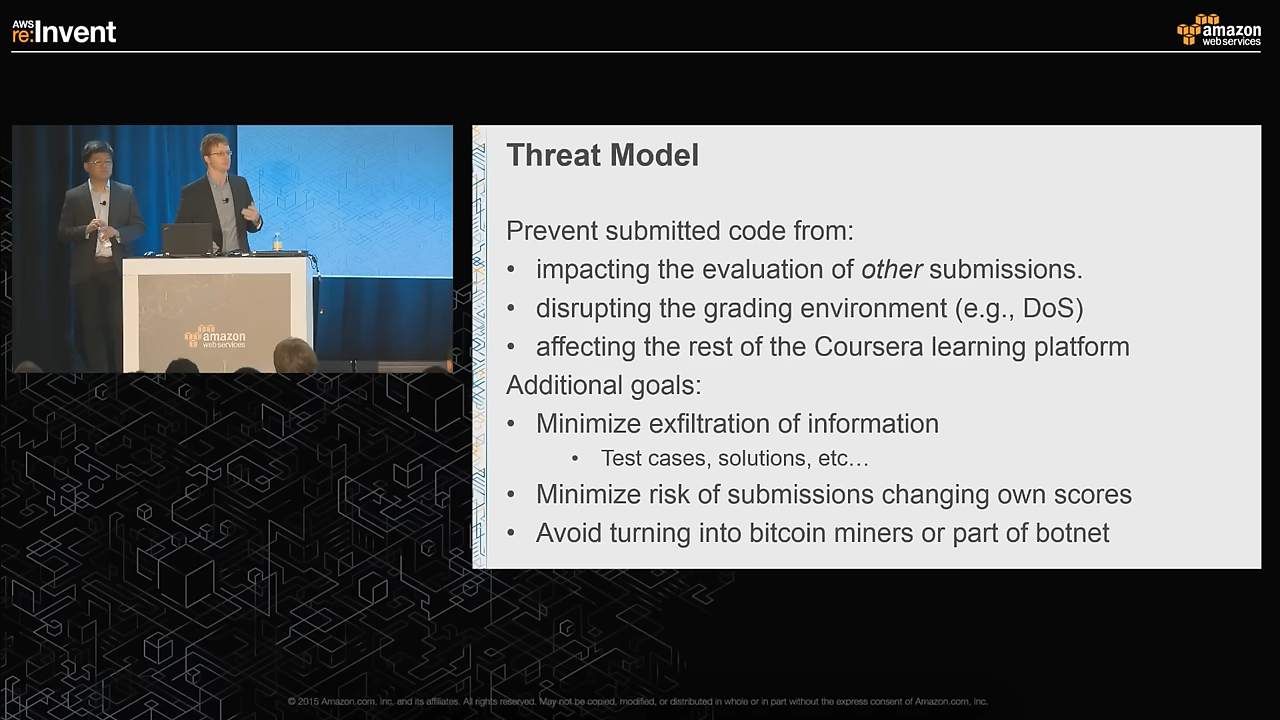 AWS
re:Invent
amazon
web services
amazon
web services
Threat Model
Prevent submitted code from:
• impacting the evaluation of other submissions.
• disrupting the grading environment (e.g., DoS)
• affecting the rest of the Coursera learning platform
Additional goals:
• Minimize exfiltration of information
• Test cases, solutions, etc…
• Minimize risk of submissions changing own scores
• Avoid turning into bitcoin miners or part of botnet
© 2015 Amazon.com, Inc. and its affiliates. All rights reserved. May not be copied, modified, or distributed in whole or in part without the express consent of Amazon.com, Inc.